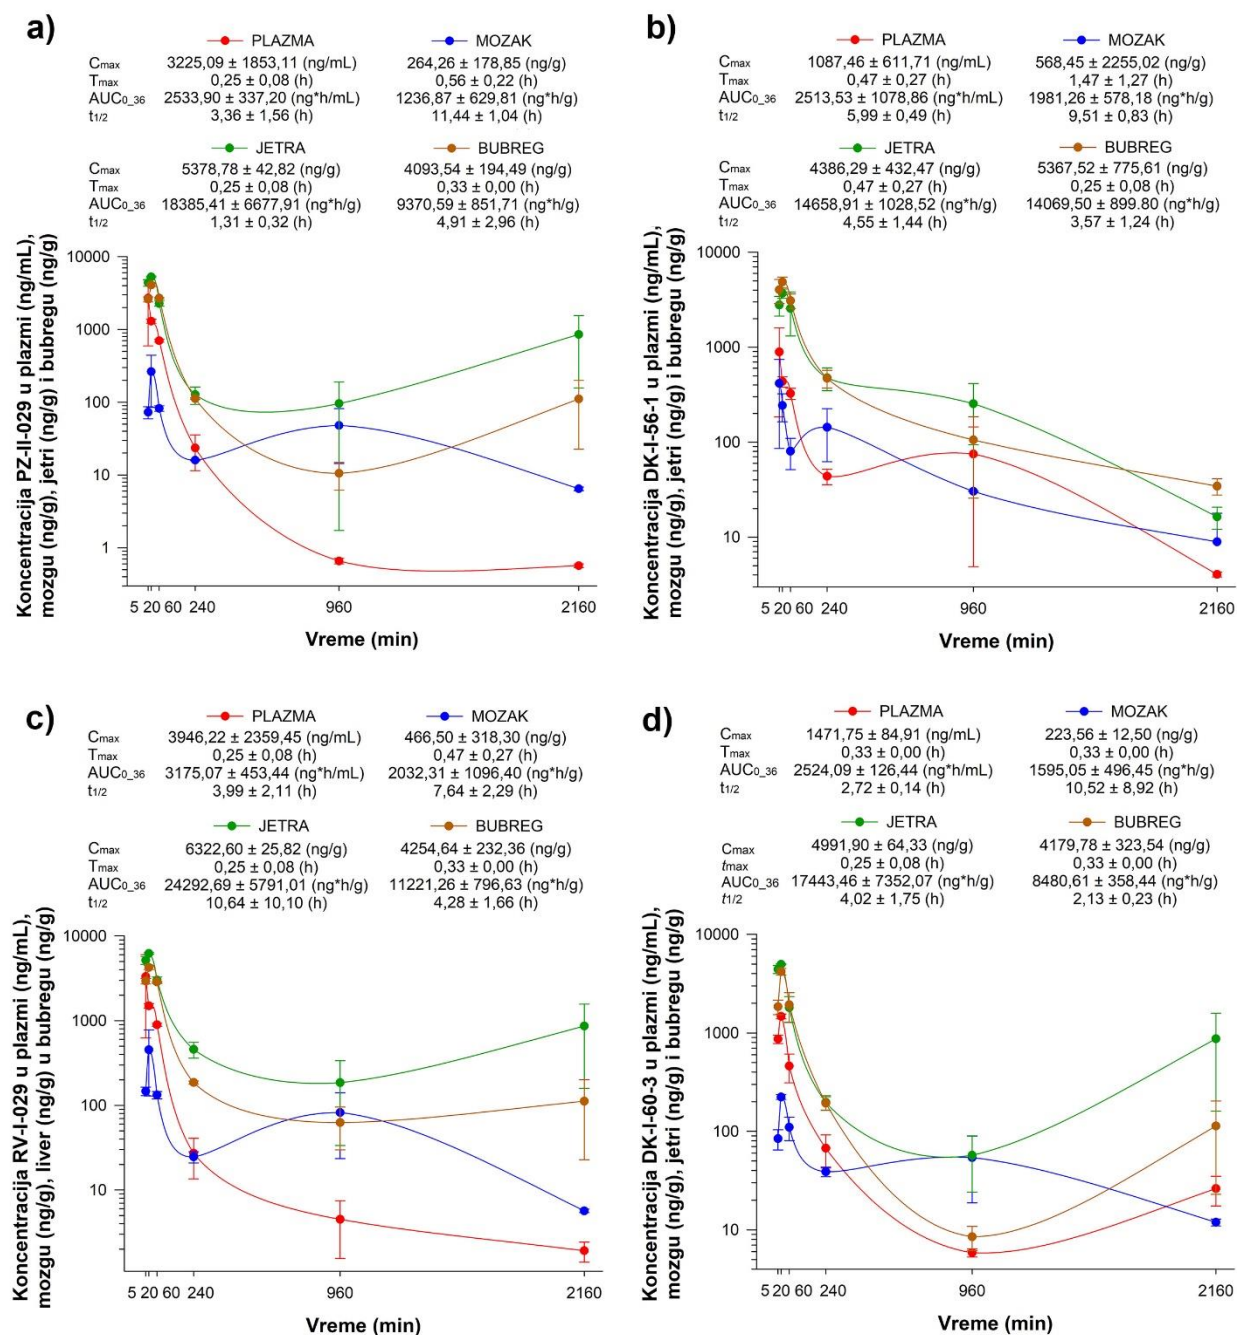 a)
PLAZMA MOZAK
Cmax 3225,09 ± 1853,11 (ng/mL) 264,26 ± 178,85 (ng/g)
Tmax 0,25 ± 0,08 (h) 0,56 ± 0,22 (h)
AUC0_36 2533,90 ± 337,20 (ng*h/mL) 1236,87 ± 629,81 (ng*h/g)
t1/2 3,36 ± 1,56 (h) 11,44 ± 1,04 (h)
JETRA BUBREG
Cmax 5378,78 ± 42,82 (ng/g) 4093,54 ± 194,49 (ng/g)
Tmax 0,25 ± 0,08 (h) 0,33 ± 0,00 (h)
AUC0_36 18385,41 ± 6677,91 (ng*h/g) 9370,59 ± 851,71 (ng*h/g)
t1/2 1,31 ± 0,32 (h) 4,91 ± 2,96 (h)
Koncentracija PZ-II-029 u plazmi (ng/mL),
mozgu (ng/g), jetri (ng/g) i bubregu (ng/g)
10000
1000
100
10
1
5 20 60 240 960 2160
Vreme (min)
b)
PLAZMA MOZAK
Cmax 1087,46 ± 611,71 (ng/mL) 568,45 ± 2255,02 (ng/g)
Tmax 0,47 ± 0,27 (h) 1,47 ± 1,27 (h)
AUC0_36 2513,53 ± 1078,86 (ng*h/mL) 1981,26 ± 578,18 (ng*h/g)
t1/2 5,99 ± 0,49 (h) 9,51 ± 0,83 (h)
JETRA BUBREG
Cmax 4386,29 ± 432,47 (ng/g) 5367,52 ± 775,61 (ng/g)
Tmax 0,47 ± 0,27 (h) 0,25 ± 0,08 (h)
AUC0_36 14658,91 ± 1028,52 (ng*h/g) 14069,50 ± 899.80 (ng*h/g)
t1/2 4,55 ± 1,44 (h) 3,57 ± 1,24 (h)
Koncentracija DK-I-56-1 u plazmi (ng/mL),
mozgu (ng/g), jetri (ng/g) i bubregu (ng/g)
10000
1000
100
10
5 20 60 240 960 2160
Vreme (min)
c)
PLAZMA MOZAK
Cmax 3946,22 ± 2359,45 (ng/mL) 466,50 ± 318,30 (ng/g)
Tmax 0,25 ± 0,08 (h) 0,47 ± 0,27 (h)
AUC0_36 3175,07 ± 453,44 (ng*h/mL) 2032,31 ± 1096,40 (ng*h/g)
t1/2 3,99 ± 2,11 (h) 7,64 ± 2,29 (h)
JETRA BUBREG
Cmax 6322,60 ± 25,82 (ng/g) 4254,64 ± 232,36 (ng/g)
Tmax 0,25 ± 0,08 (h) 0,33 ± 0,00 (h)
AUC0_36 24292,69 ± 5791,01 (ng*h/g) 11221,26 ± 796,63 (ng*h/g)
t1/2 10,64 ± 10,10 (h) 4,28 ± 1,66 (h)
Koncentracija RV-I-029 u plazmi (ng/mL),
mozgu (ng/g), liver (ng/g) u bubregu (ng/g)
10000
1000
100
10
5 20 60 240 960 2160
Vreme (min)
d)
PLAZMA MOZAK
Cmax 1471,75 ± 84,91 (ng/mL) 223,56 ± 12,50 (ng/g)
Tmax 0,33 ± 0,00 (h) 0,33 ± 0,00 (h)
AUC0_36 2524,09 ± 126,44 (ng*h/mL) 1595,05 ± 496,45 (ng*h/g)
t1/2 2,72 ± 0,14 (h) 10,52 ± 8,92 (h)
JETRA BUBREG
Cmax 4991,90 ± 64,33 (ng/g) 4179,78 ± 323,54 (ng/g)
tmax 0,25 ± 0,08 (h) 0,33 ± 0,00 (h)
AUC0_36 17443,46 ± 7352,07 (ng*h/g) 8480,61 ± 358,44 (ng*h/g)
t1/2 4,02 ± 1,75 (h) 2,13 ± 0,23 (h)
Koncentracija DK-I-60-3 u plazmi (ng/mL),
mozgu (ng/g), jetri (ng/g) i bubregu (ng/g)
10000
1000
100
10
5 20 60 240 960 2160
Vreme (min)